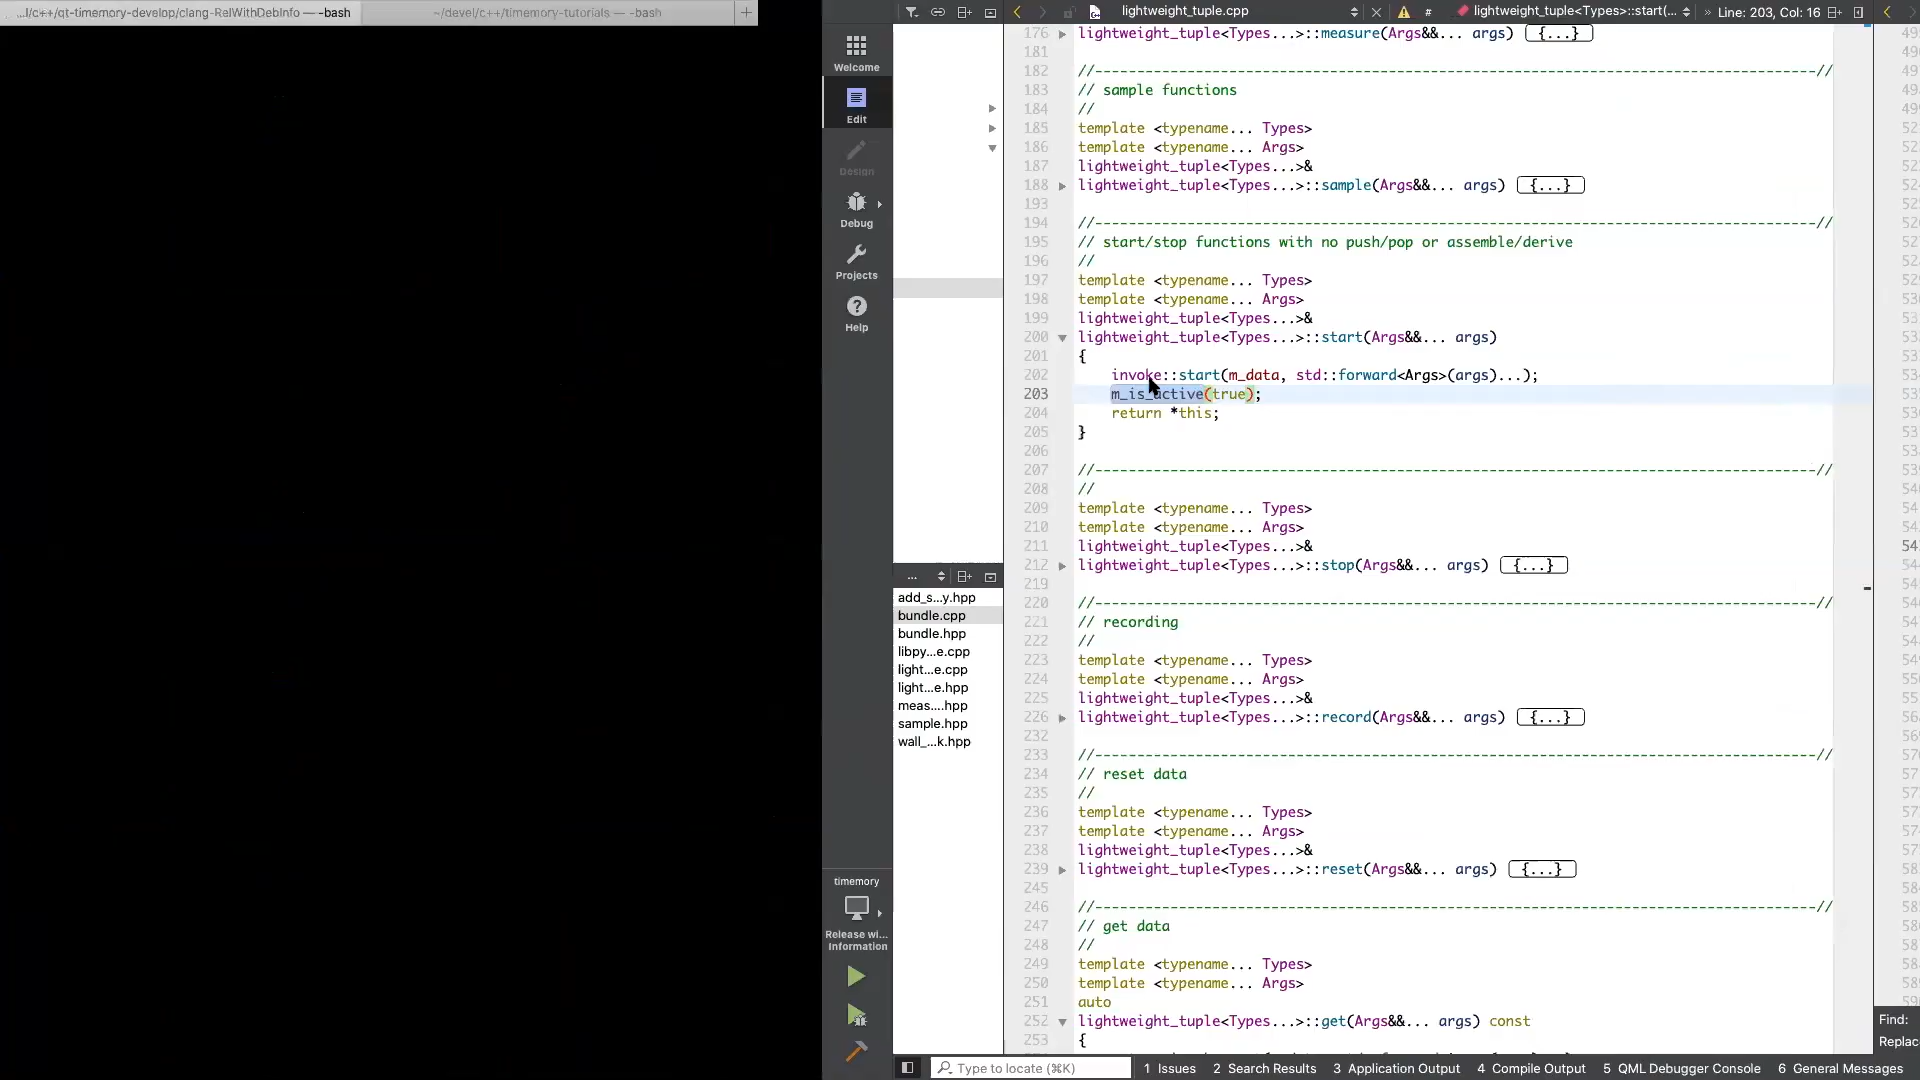 ...l/c++/qt-timemory-develop/clang-RelWithDebInfo — -bash
~/devel/c++/timemory-tutorials — -bash
+
lightweight_tuple.cpp
#
lightweight_tuple<Types>::start(...
» Line: 203, Col: 16
Welcome
Edit
Design
Debug
Projects
Help
timemory
Release wi...
Information
...
add_s...y.hpp
bundle.cpp
bundle.hpp
libpy...e.cpp
light...e.cpp
light...e.hpp
meas....hpp
sample.hpp
wall_...k.hpp
176 lightweight_tuple<Types...>::measure(Args&&... args) {...}
181
182 //--------------------------------------------------------------------------------------//
183 // sample functions
184 //
185 template <typename... Types>
186 template <typename... Args>
187 lightweight_tuple<Types...>&
188 lightweight_tuple<Types...>::sample(Args&&... args) {...}
193
194 //--------------------------------------------------------------------------------------//
195 // start/stop functions with no push/pop or assemble/derive
196 //
197 template <typename... Types>
198 template <typename... Args>
199 lightweight_tuple<Types...>&
200 lightweight_tuple<Types...>::start(Args&&... args)
201 {
202 invoke::start(m_data, std::forward<Args>(args)...);
203 m_is_active(true);
204 return *this;
205 }
206
207 //--------------------------------------------------------------------------------------//
208 //
209 template <typename... Types>
210 template <typename... Args>
211 lightweight_tuple<Types...>&
212 lightweight_tuple<Types...>::stop(Args&&... args) {...}
219
220 //--------------------------------------------------------------------------------------//
221 // recording
222 //
223 template <typename... Types>
224 template <typename... Args>
225 lightweight_tuple<Types...>&
226 lightweight_tuple<Types...>::record(Args&&... args) {...}
232
233 //--------------------------------------------------------------------------------------//
234 // reset data
235 //
236 template <typename... Types>
237 template <typename... Args>
238 lightweight_tuple<Types...>&
239 lightweight_tuple<Types...>::reset(Args&&... args) {...}
245
246 //--------------------------------------------------------------------------------------//
247 // get data
248 //
249 template <typename... Types>
250 template <typename... Args>
251 auto
252 lightweight_tuple<Types...>::get(Args&&... args) const
253 {
Find:
Replac
Type to locate (⌘K)
1 Issues
2 Search Results
3 Application Output
4 Compile Output
5 QML Debugger Console
6 General Messages